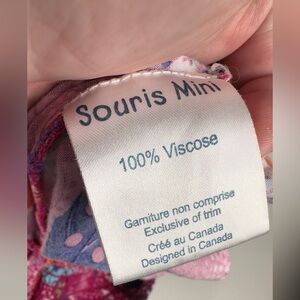 Souris Mini
100% Viscose
Garniture non comprise
Exclusive of trim
Créé au Canada
Designed in Canada